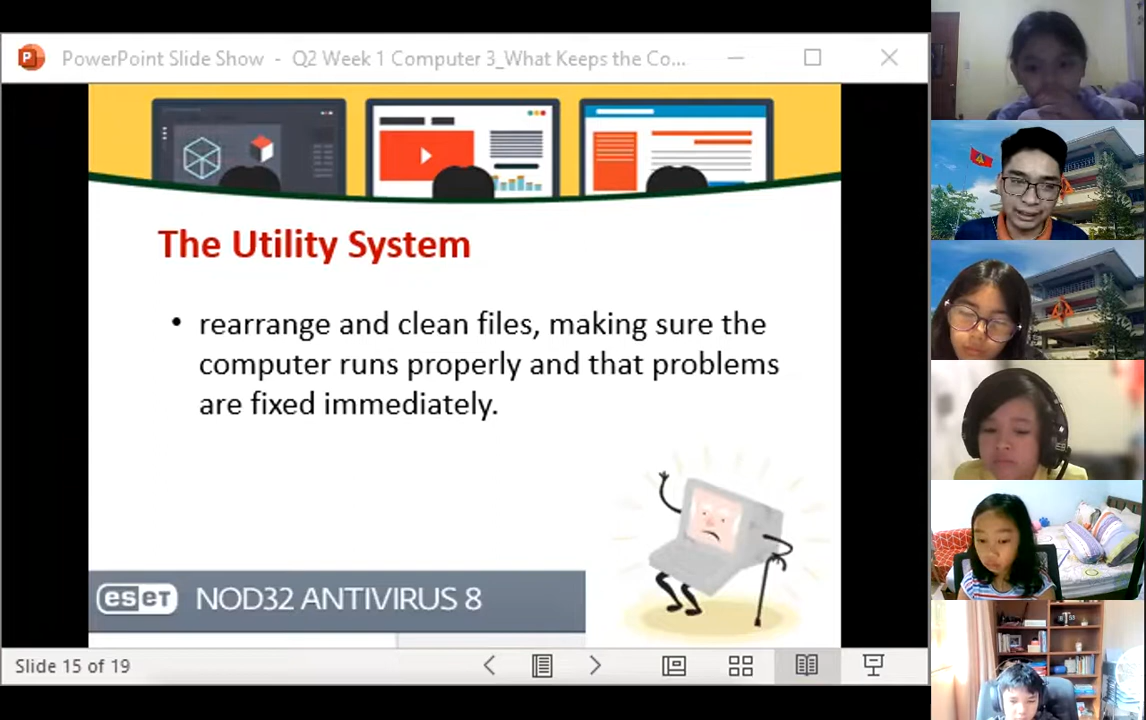 PowerPoint Slide Show - Q2 Week 1 Computer 3_What Keeps the Co...
The Utility System
• rearrange and clean files, making sure the
computer runs properly and that problems
are fixed immediately.
eseT NOD32 ANTIVIRUS 8
Slide 15 of 19